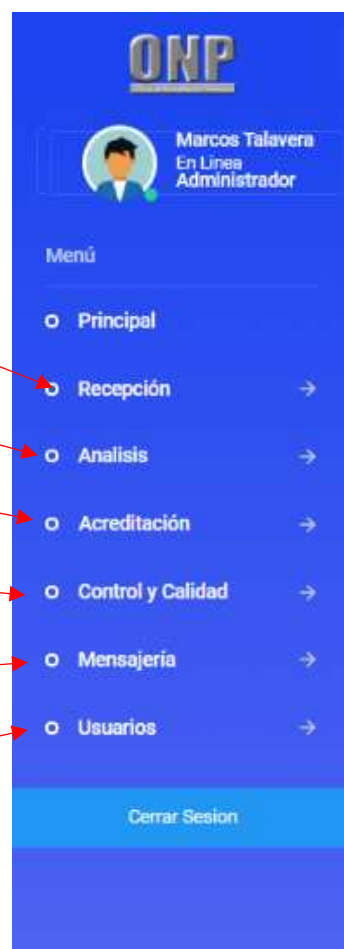 ONP
Marcos Talavera
En Linea
Administrador
Menú
Principal
Recepción
Analisis
Acreditación
Control y Calidad
Mensajería
Usuarios
Cerrar Sesion